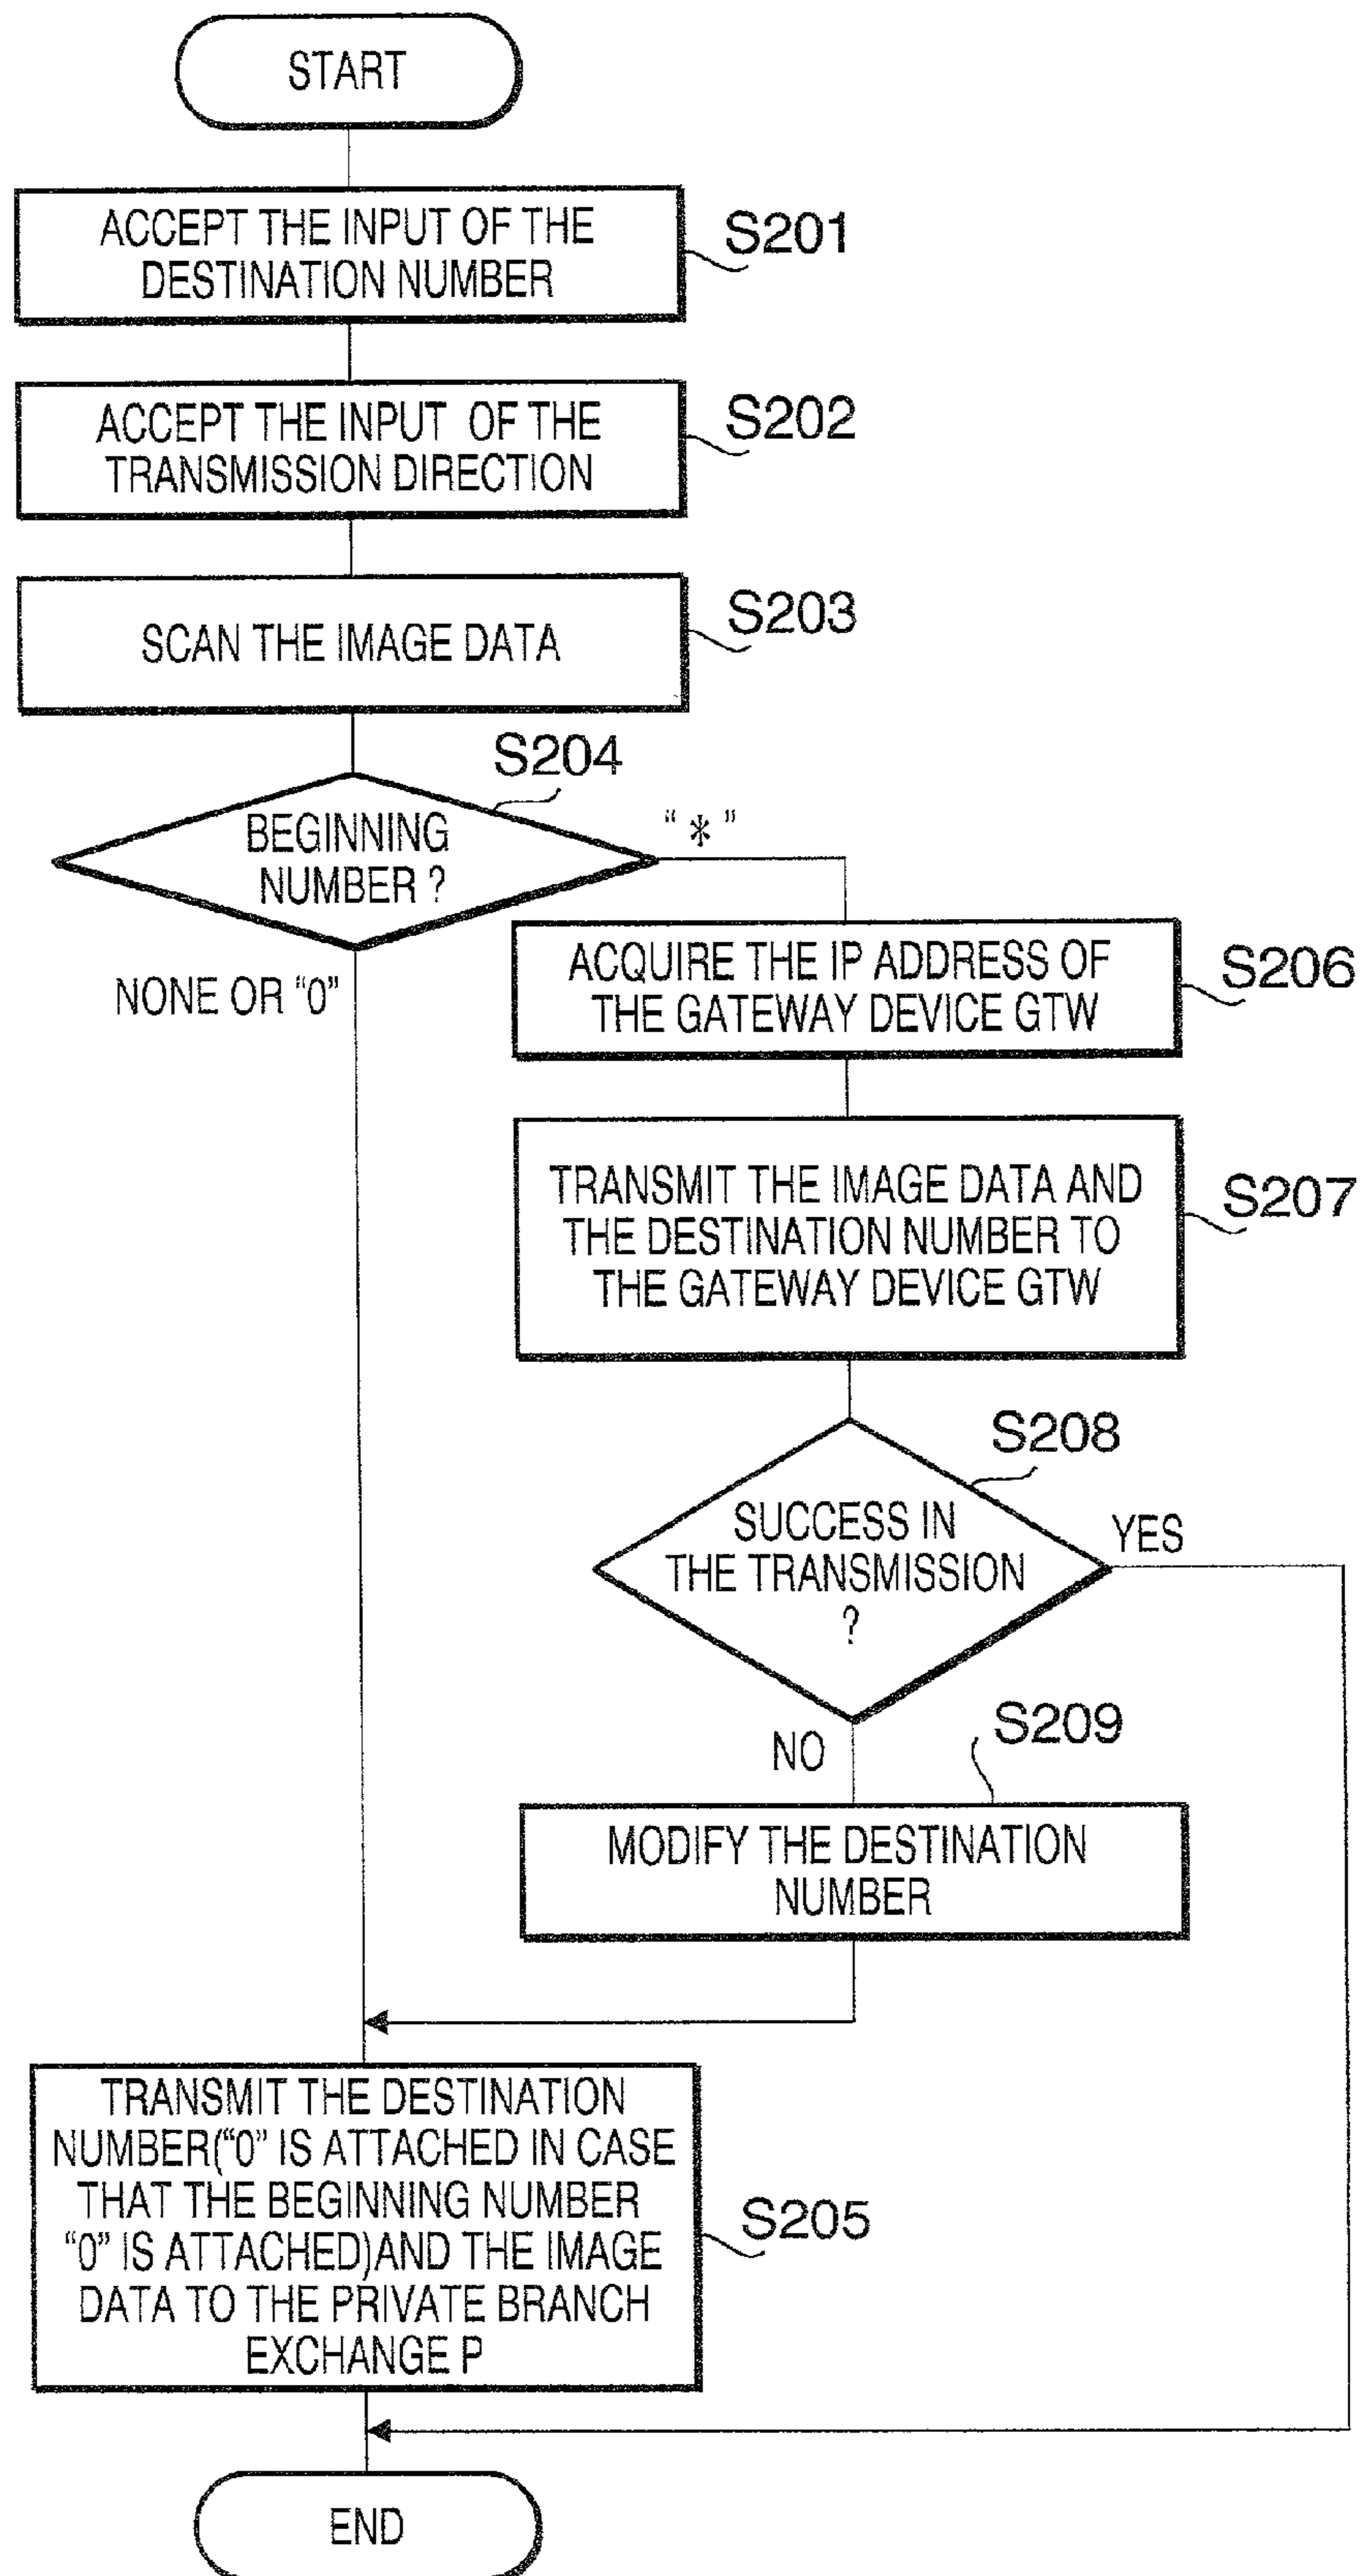 START
ACCEPT THE INPUT OF THE
DESTINATION NUMBER
S201
ACCEPT THE INPUT OF THE
TRANSMISSION DIRECTION
S202
SCAN THE IMAGE DATA
S203
S204
BEGINNING
NUMBER ?
“ * ”
NONE OR “0”
ACQUIRE THE IP ADDRESS OF
THE GATEWAY DEVICE GTW
S206
TRANSMIT THE IMAGE DATA AND
THE DESTINATION NUMBER TO
THE GATEWAY DEVICE GTW
S207
S208
SUCCESS IN
THE TRANSMISSION
?
YES
NO
S209
MODIFY THE DESTINATION
NUMBER
TRANSMIT THE DESTINATION
NUMBER(“0” IS ATTACHED IN CASE
THAT THE BEGINNING NUMBER
“0” IS ATTACHED)AND THE IMAGE
DATA TO THE PRIVATE BRANCH
EXCHANGE P
S205
END